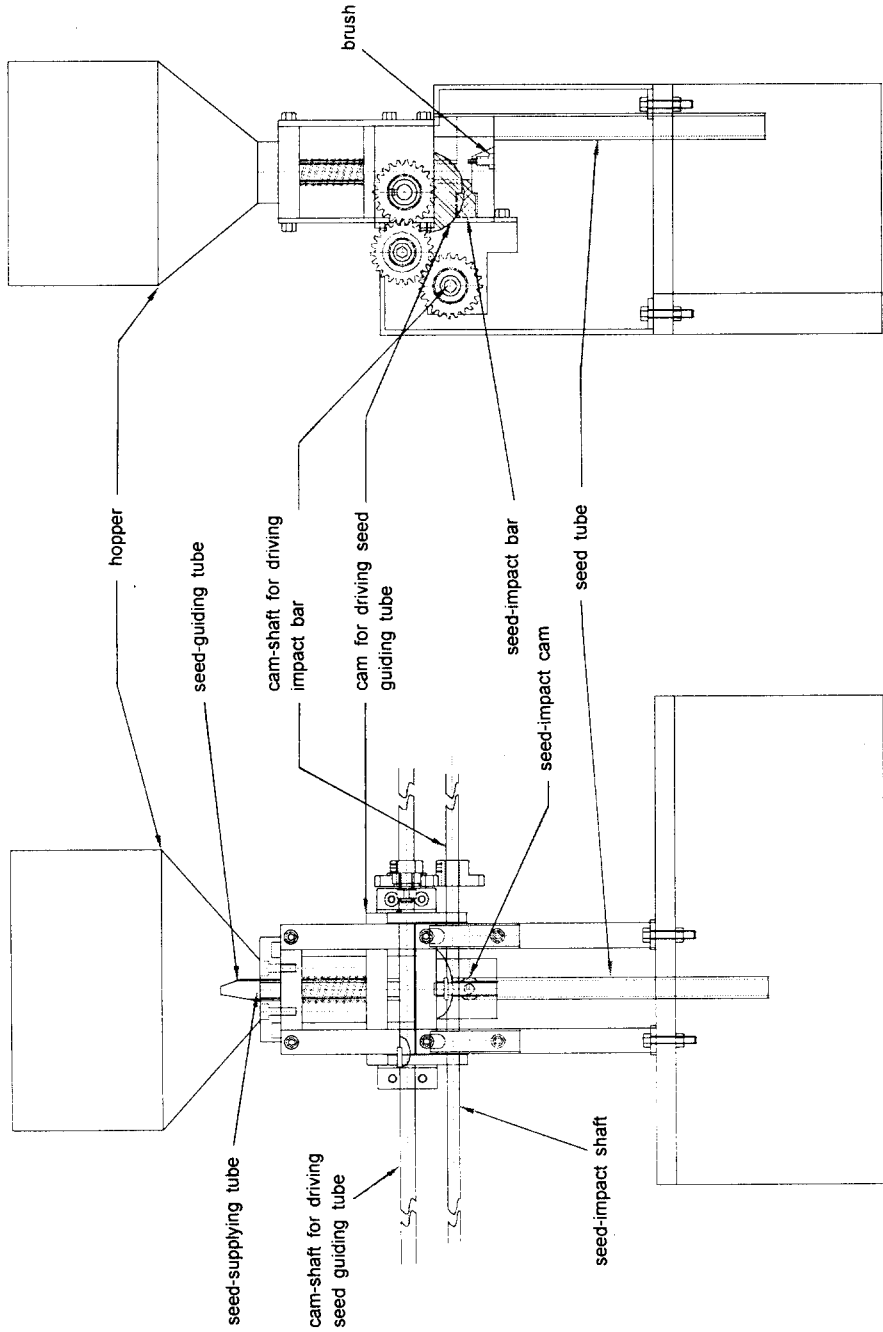 brush
hopper
seed-guiding tube
cam-shaft for driving
impact bar
cam for driving seed
guiding tube
seed-impact bar
seed-impact cam
seed tube
seed-supplying tube
cam-shaft for driving
seed guiding tube
seed-impact shaft